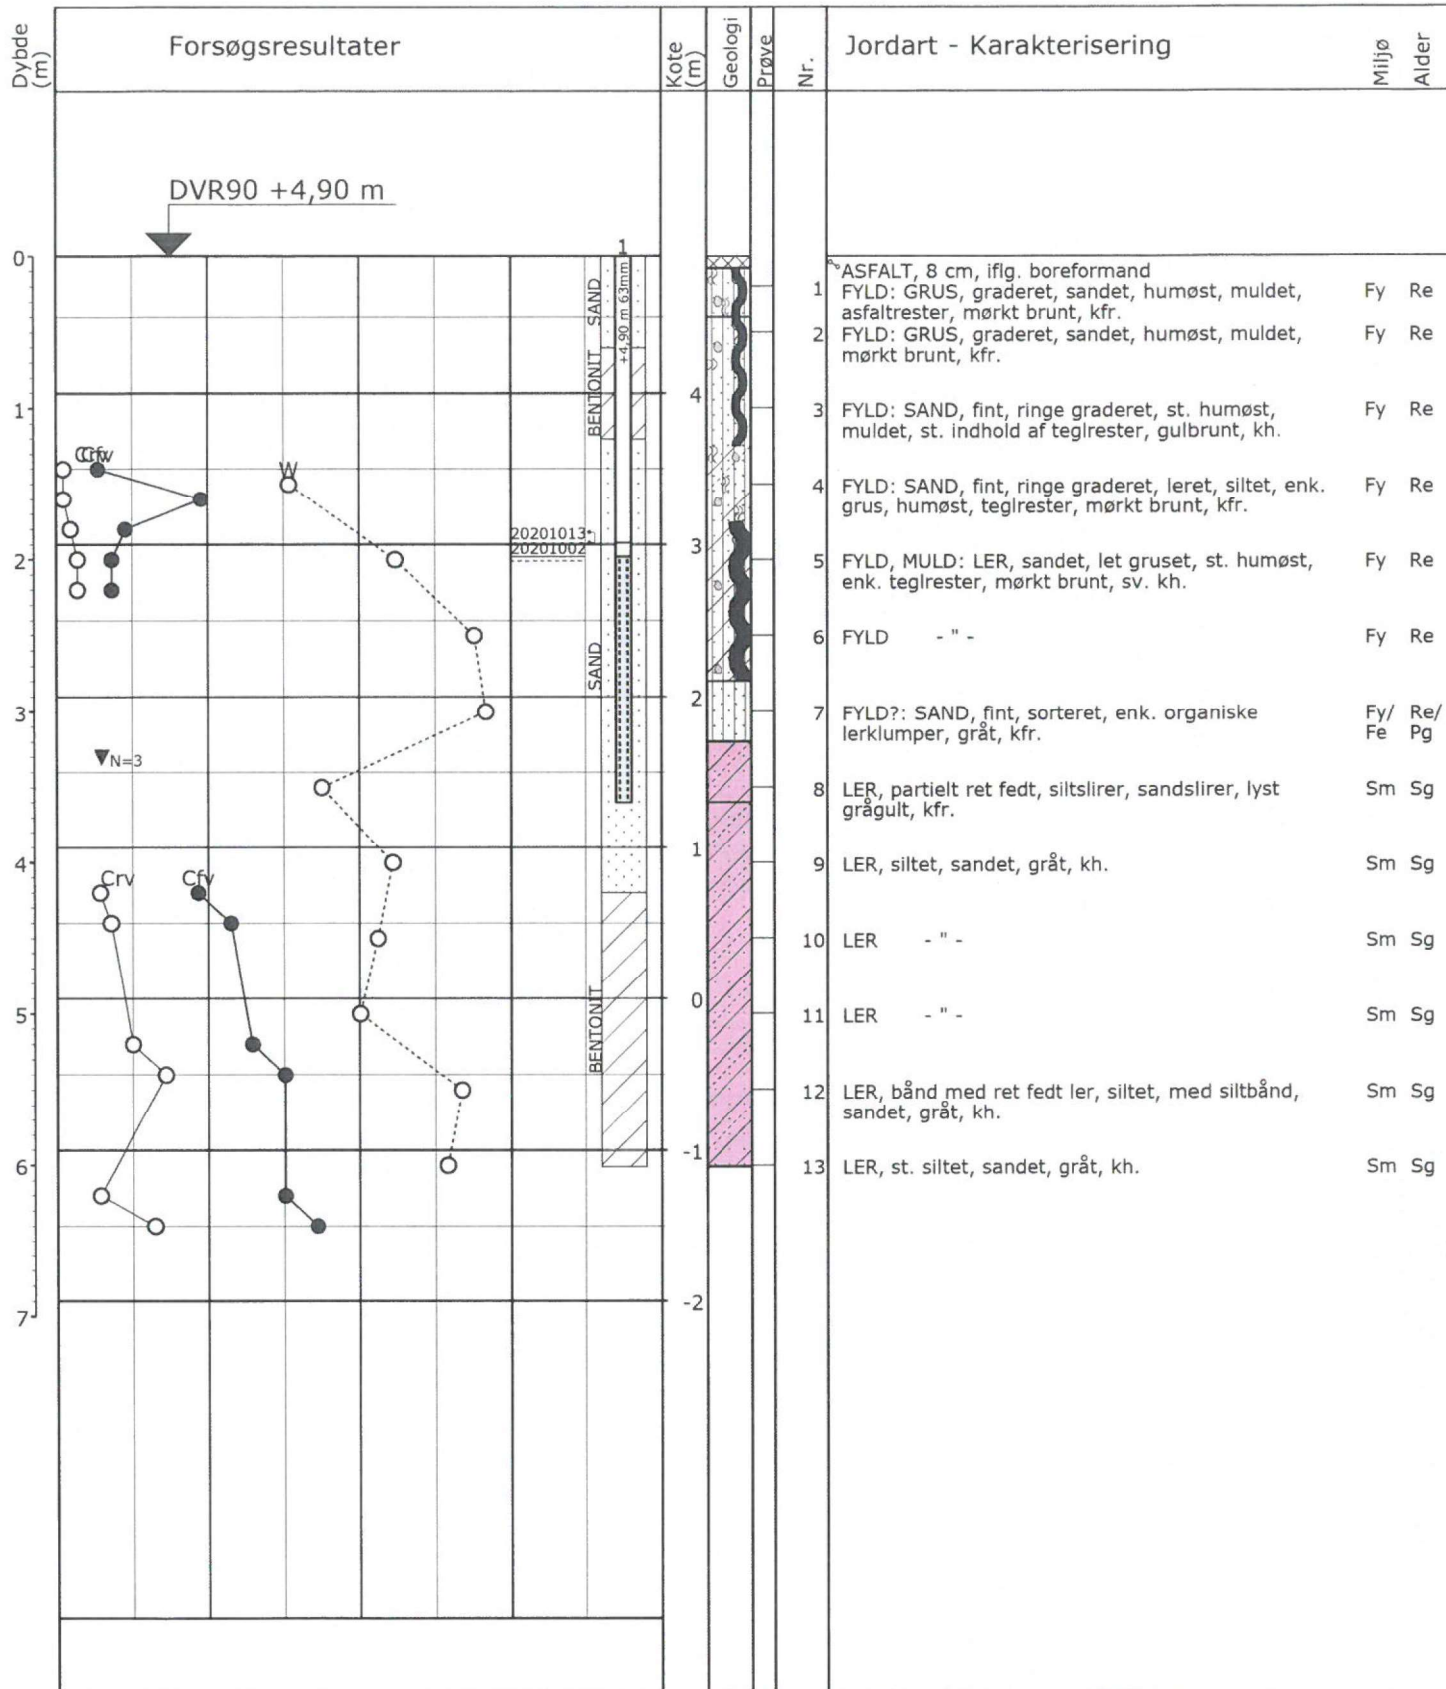 Dybde
(m)
Forsøgsresultater
Kote
(m)
Geologi
Prøve
Nr.
Jordart - Karakterisering
Miljø
Alder
DVR90 +4,90 m
1
0
ASFALT, 8 cm, iflg. boreformand
1 FYLD: GRUS, graderet, sandet, humøst, muldet, Fy Re
asfaltrester, mørkt brunt, kfr.
SAND
+4,90 m 63mm
2 FYLD: GRUS, graderet, sandet, humøst, muldet, Fy Re
mørkt brunt, kfr.
BENTONIT
4
1
3 FYLD: SAND, fint, ringe graderet, st. humøst, Fy Re
muldet, st. indhold af teglrester, gulbrunt, kh.
Crv
Cfv
W
4 FYLD: SAND, fint, ringe graderet, leret, siltet, enk. Fy Re
grus, humøst, teglrester, mørkt brunt, kfr.
20201013
20201002
3
2
5 FYLD, MULD: LER, sandet, let gruset, st. humøst, Fy Re
enk. teglrester, mørkt brunt, sv. kh.
6 FYLD - " - Fy Re
SAND
2
3
7 FYLD?: SAND, fint, sorteret, enk. organiske Fy/ Re/
lerklumper, gråt, kfr. Fe Pg
N=3
8 LER, partielt ret fedt, siltslirer, sandslirer, lyst Sm Sg
grågult, kfr.
1
4
9 LER, siltet, sandet, gråt, kh. Sm Sg
Crv
Cfv
10 LER - " - Sm Sg
BENTONIT
0
5
11 LER - " - Sm Sg
12 LER, bånd med ret fedt ler, siltet, med siltbånd, Sm Sg
sandet, gråt, kh.
-1
6
13 LER, st. siltet, sandet, gråt, kh. Sm Sg
-2
7